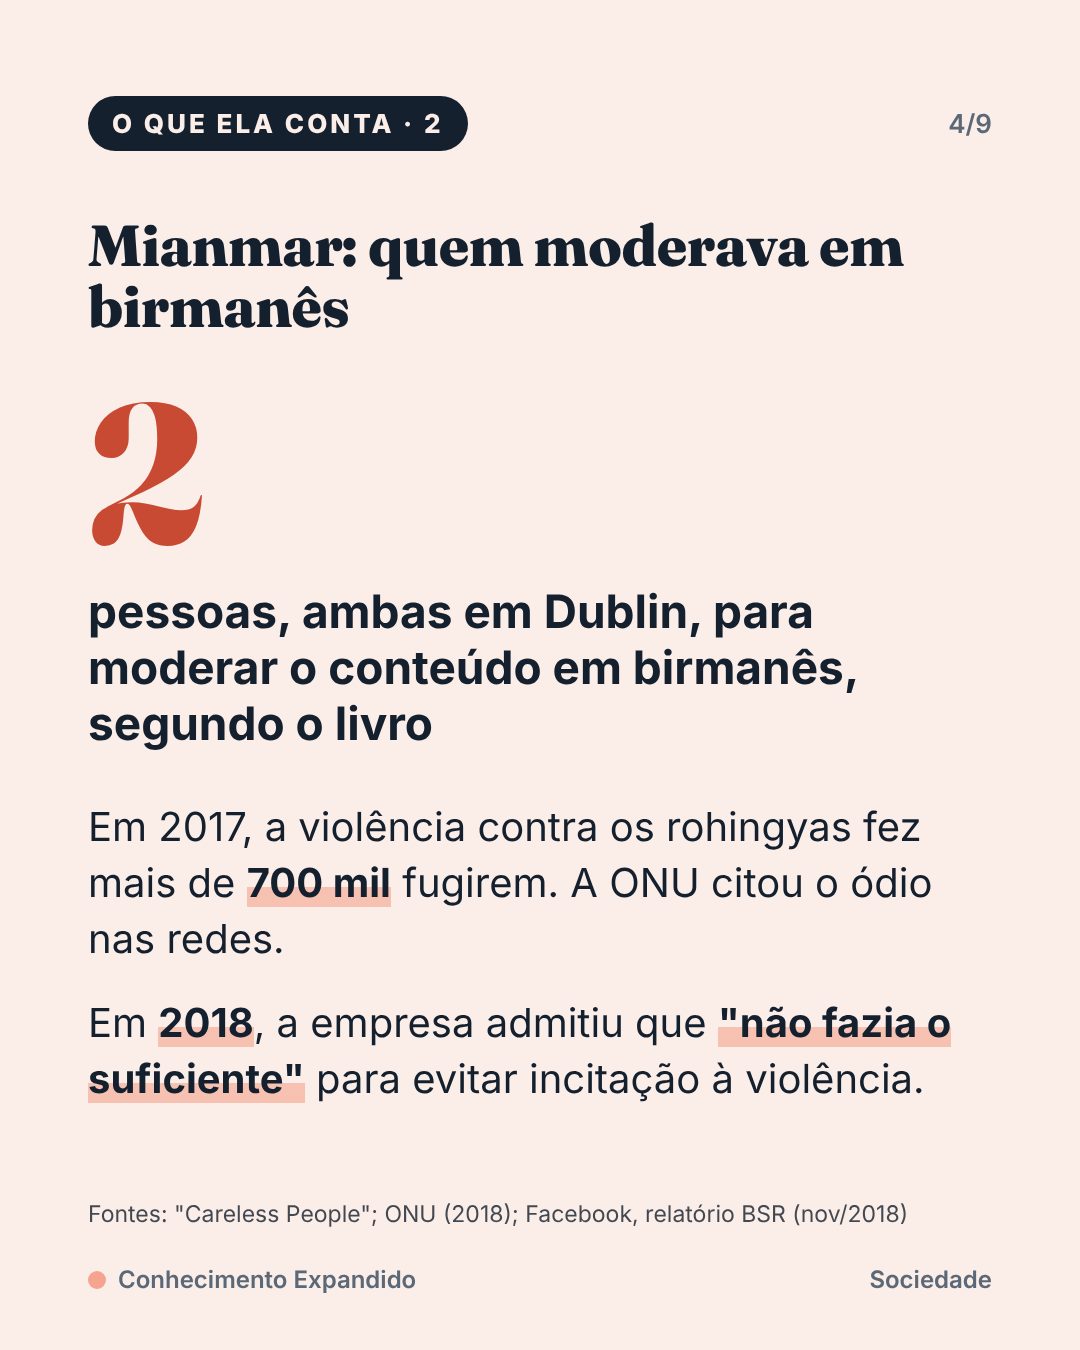 O QUE ELA CONTA · 2
4/9
Mianmar: quem moderava em
birmanês
2
pessoas, ambas em Dublin, para
moderar o conteúdo em birmanês,
segundo o livro
Em 2017, a violência contra os rohingyas fez
mais de 700 mil fugirem. A ONU citou o ódio
nas redes.
Em 2018, a empresa admitiu que "não fazia o
suficiente" para evitar incitação à violência.
Fontes: "Careless People"; ONU (2018); Facebook, relatório BSR (nov/2018)
Conhecimento Expandido
Sociedade